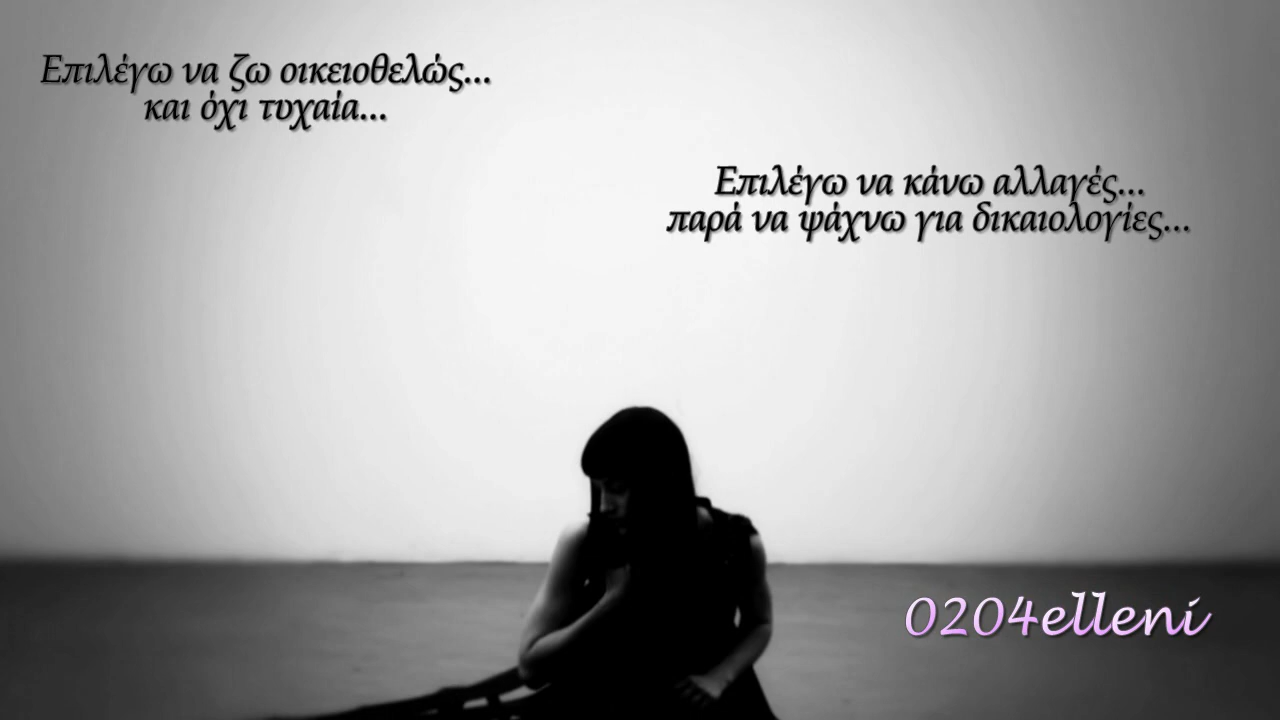 Επιλέγω να ζω οικειοθελώς...
και όχι τυχαία...
Επιλέγω να κάνω αλλαγές...
παρά να ψάχνω για δικαιολογίες...
0204elleni